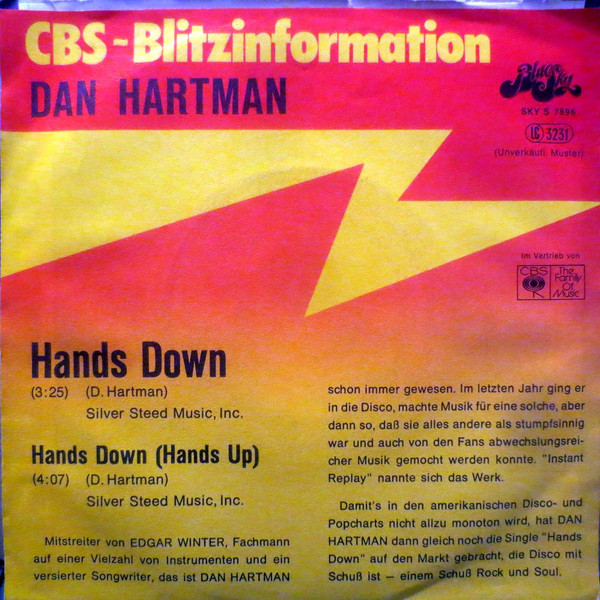 CBS-Blitzinformation
DAN HARTMAN
Blue Sky
SKY S 7896
LC 3231
(Unverkäufl. Muster)
Im Vertrieb von
CBS
The
Family
Of
Music
Hands Down
(3:25) (D. Hartman)
Silver Steed Music, Inc.
Hands Down (Hands Up)
(4:07) (D. Hartman)
Silver Steed Music, Inc.
Mitstreiter von EDGAR WINTER, Fachmann
auf einer Vielzahl von Instrumenten und ein
versierter Songwriter, das ist DAN HARTMAN
schon immer gewesen. Im letzten Jahr ging er
in die Disco, machte Musik für eine solche, aber
dann so, daß sie alles andere als stumpfsinnig
war und auch von den Fans abwechslungsrei-
cher Musik gemocht werden konnte. "Instant
Replay" nannte sich das Werk.
Damit's in den amerikanischen Disco- und
Popcharts nicht allzu monoton wird, hat DAN
HARTMAN dann gleich noch die Single "Hands
Down" auf den Markt gebracht, die Disco mit
Schuß ist — einem Schuß Rock und Soul.